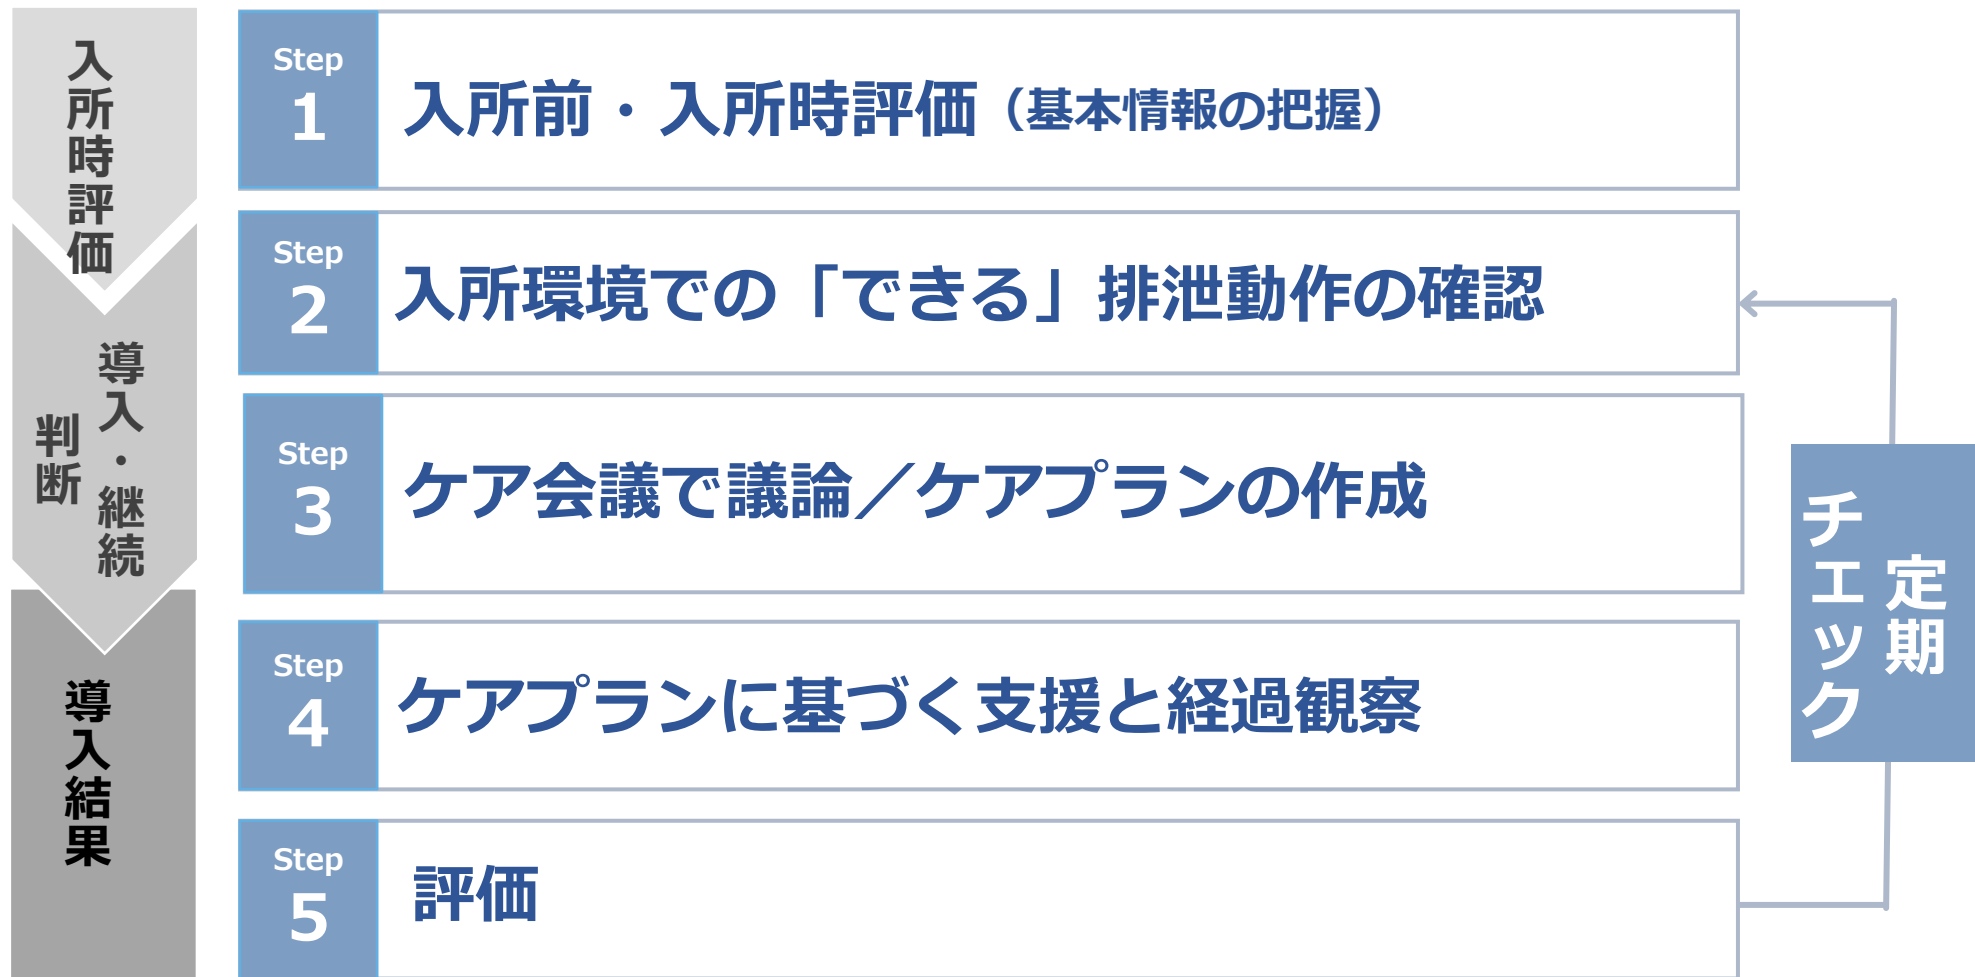 入所時評価
導入・継続
判断
導入結果
Step
1
入所前・入所時評価（基本情報の把握）
Step
2
入所環境での「できる」排泄動作の確認
Step
3
ケア会議で議論／ケアプランの作成
Step
4
ケアプランに基づく支援と経過観察
Step
5
評価
定期
チェック